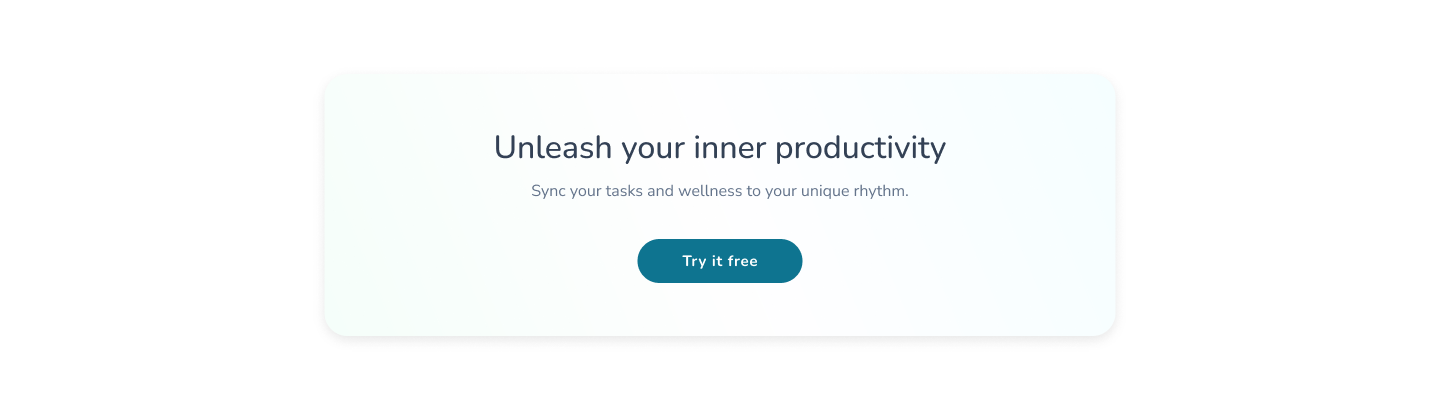 Unleash your inner productivity
Sync your tasks and wellness to your unique rhythm.
Try it free